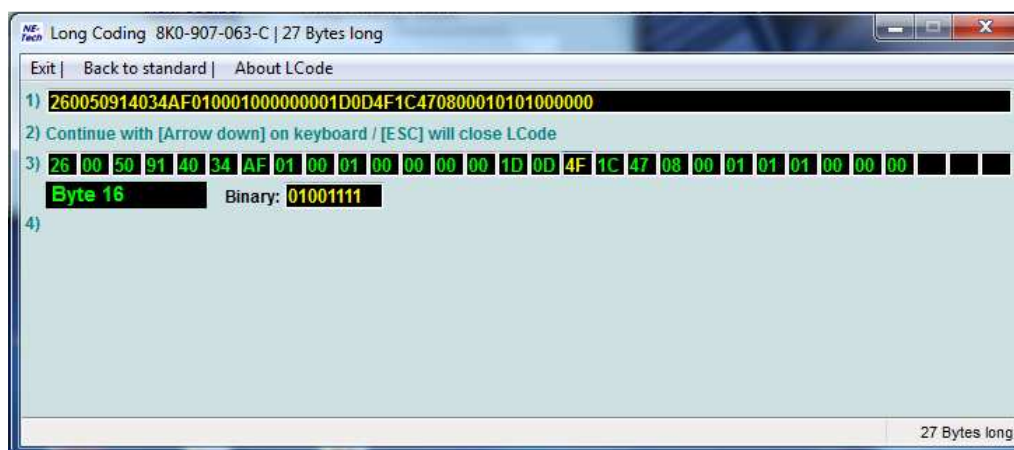 NE-Tech Long Coding 8K0-907-063-C | 27 Bytes long
Exit | Back to standard | About LCode
1) 260050914034AF010001000000001D0D4F1C470800010101000000
2) Continue with [Arrow down] on keyboard / [ESC] will close LCode
3) 26 00 50 91 40 34 AF 01 00 01 00 00 00 00 1D 0D 4F 1C 47 08 00 01 01 01 00 00 00
Byte 16 Binary: 01001111
4)
27 Bytes long